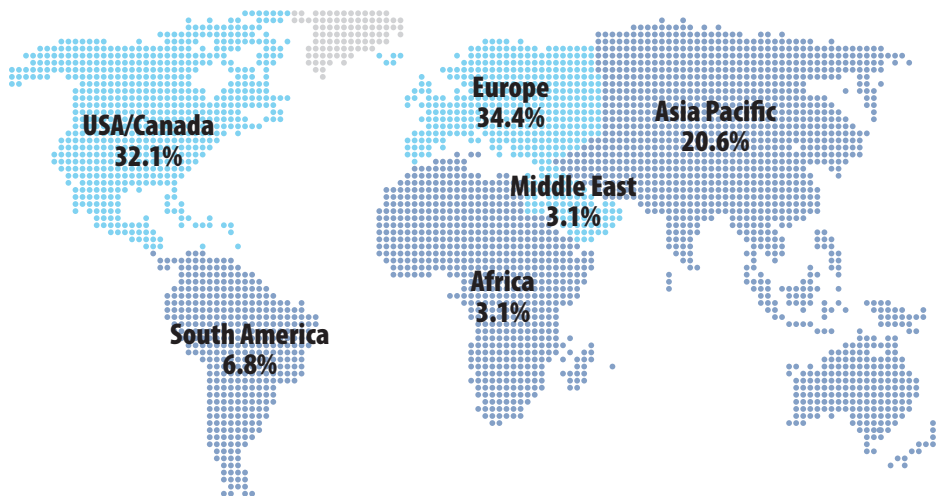 USA/Canada
32.1%
Europe
34.4%
Asia Pacific
20.6%
Middle East
3.1%
Africa
3.1%
South America
6.8%